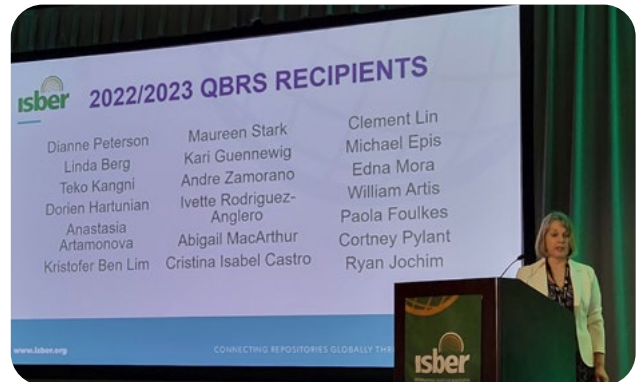 isber
2022/2023 QBRS RECIPIENTS
Dianne Peterson
Linda Berg
Teko Kangni
Dorien Hartunian
Anastasia
Artamonova
Kristofer Ben Lim
Maureen Stark
Kari Guennewig
Andre Zamorano
Ivette Rodriguez-
Anglero
Abigail MacArthur
Cristina Isabel Castro
Clement Lin
Michael Epis
Edna Mora
William Artis
Paola Foulkes
Cortney Pylant
Ryan Jochim
www.isber.org
CONNECTING REPOSITORIES GLOBALLY THR
isber